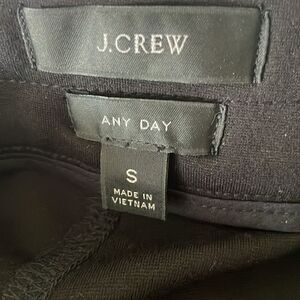 J.CREW
ANY DAY
S
MADE IN
VIETNAM